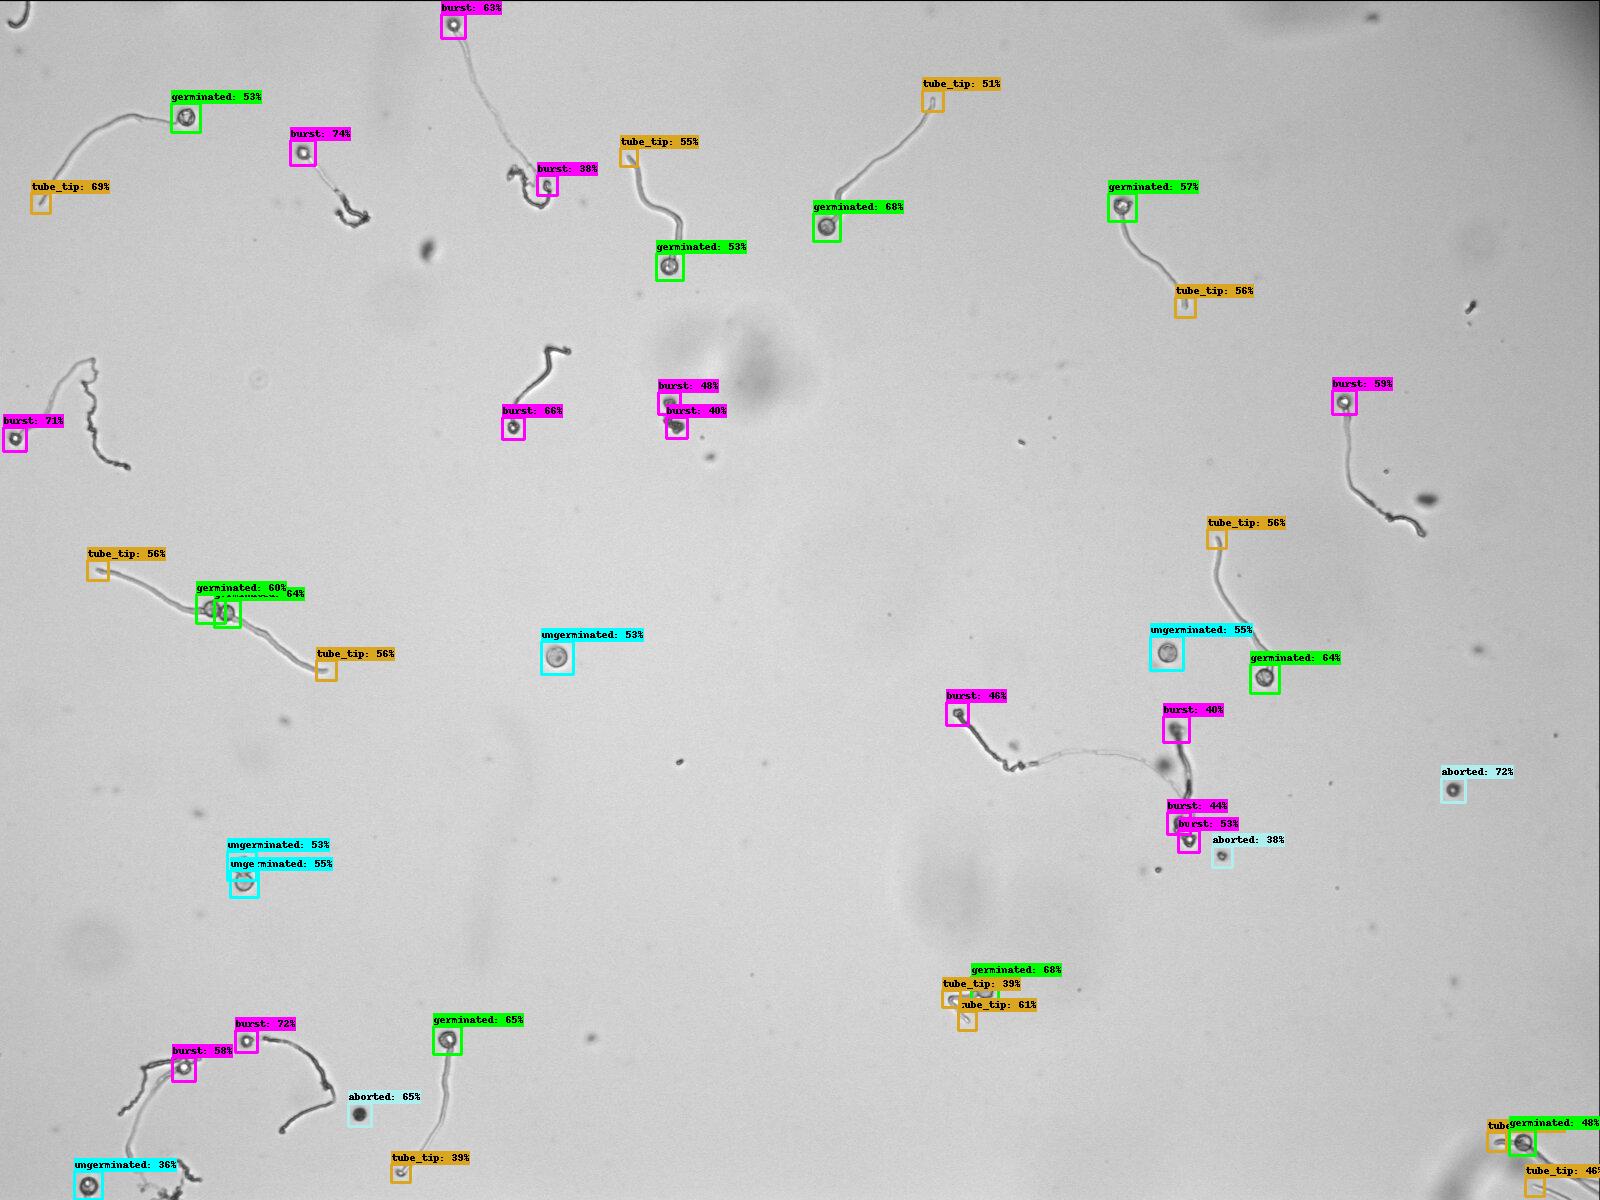 burst: 63%
tube_tip: 51%
germinated: 53%
burst: 74%
tube_tip: 55%
burst: 38%
tube_tip: 69%
germinated: 57%
germinated: 68%
germinated: 53%
tube_tip: 56%
burst: 48%
burst: 59%
burst: 40%
burst: 66%
burst: 71%
tube_tip: 56%
tube_tip: 56%
germinated: 60%
64%
ungerminated: 55%
ungerminated: 53%
tube_tip: 56%
germinated: 64%
burst: 46%
burst: 40%
aborted: 72%
burst: 44%
burst: 53%
aborted: 38%
ungerminated: 53%
ungerminated: 55%
germinated: 68%
tube_tip: 39%
tube_tip: 61%
germinated: 65%
burst: 72%
burst: 58%
aborted: 65%
germinated: 48%
tube_tip: 39%
ungerminated: 36%
tube_tip: 46%